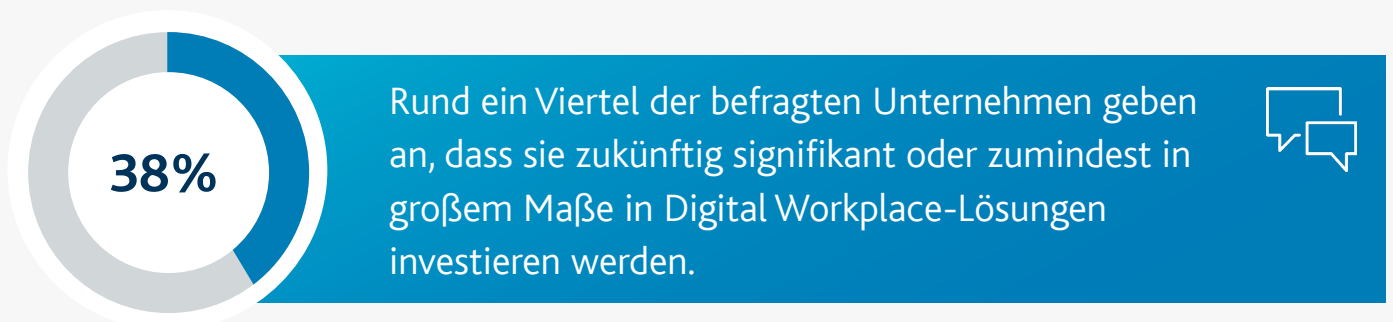 38%
Rund ein Viertel der befragten Unternehmen geben
an, dass sie zukünftig signifikant oder zumindest in
großem Maße in Digital Workplace-Lösungen
investieren werden.